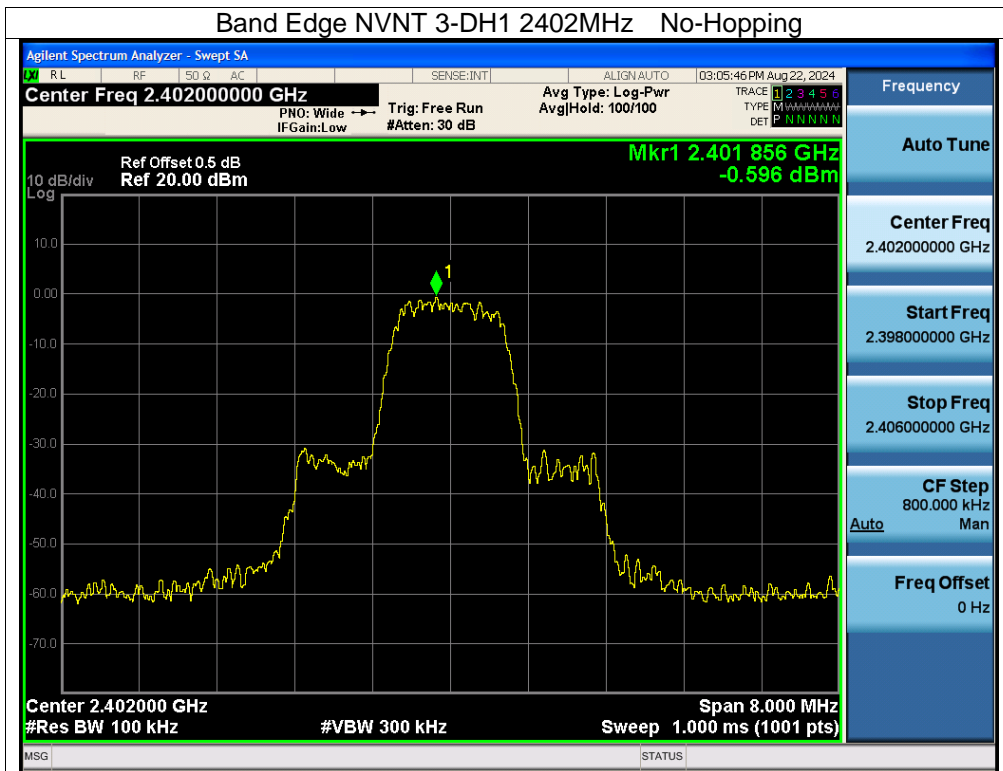 Band Edge NVNT 3-DH1 2402MHz No-Hopping
Agilent Spectrum Analyzer - Swept SA
LXI RL RF 50 Ω AC SENSE:INT ALIGN AUTO 03:05:46 PM Aug 22, 2024
Center Freq 2.402000000 GHz
PNO: Wide
IFGain:Low
Trig: Free Run
#Atten: 30 dB
Avg Type: Log-Pwr
Avg|Hold: 100/100
TRACE 1 2 3 4 5 6
TYPE M WWWWW
DET P N N N N N
Mkr1 2.401 856 GHz
-0.596 dBm
Ref Offset 0.5 dB
10 dB/div Ref 20.00 dBm
Log
1
10.0
0.00
-10.0
-20.0
-30.0
-40.0
-50.0
-60.0
-70.0
Center 2.402000 GHz Span 8.000 MHz
#Res BW 100 kHz #VBW 300 kHz Sweep 1.000 ms (1001 pts)
MSG STATUS
Frequency
Auto Tune
Center Freq
2.402000000 GHz
Start Freq
2.398000000 GHz
Stop Freq
2.406000000 GHz
CF Step
800.000 kHz
Auto Man
Freq Offset
0 Hz